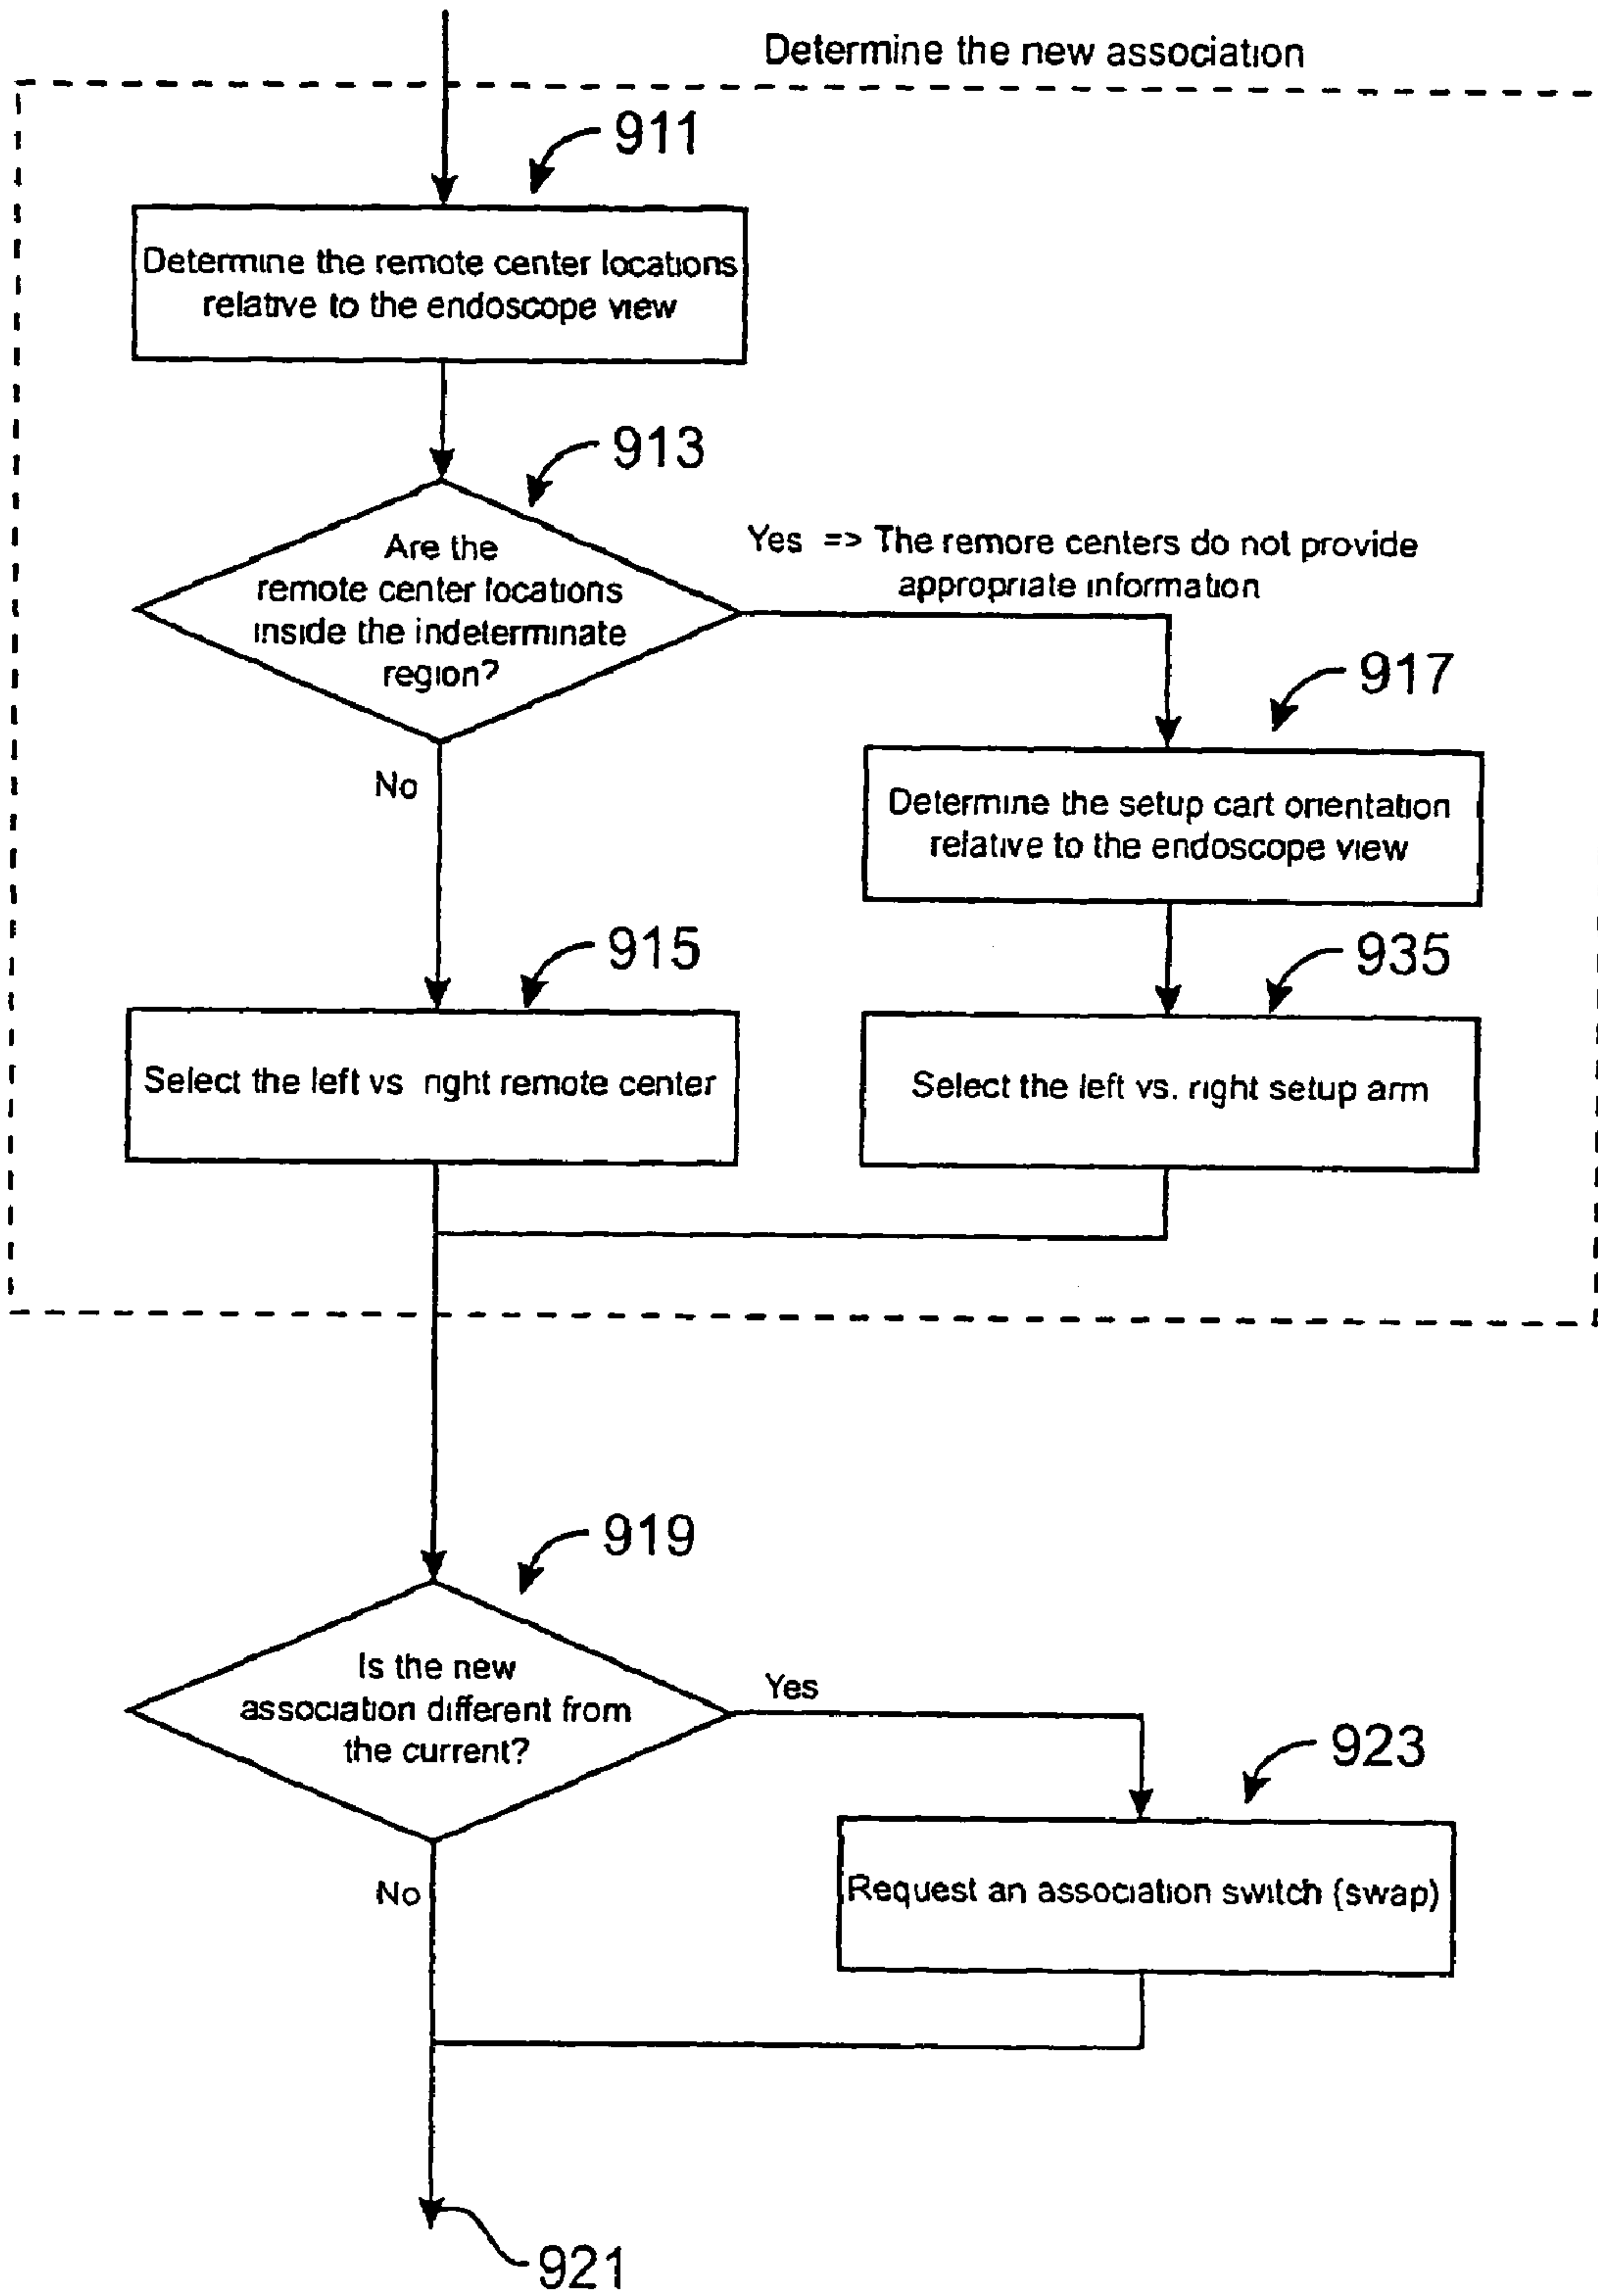 Determine the new association
911
Determine the remote center locations
relative to the endoscope view
913
Are the
remote center locations
inside the indeterminate
region?
Yes => The remore centers do not provide
appropriate information
917
No
Determine the setup cart orientation
relative to the endoscope view
915
935
Select the left vs right remote center
Select the left vs. right setup arm
919
Is the new
association different from
the current?
Yes
923
No
Request an association switch (swap)
921